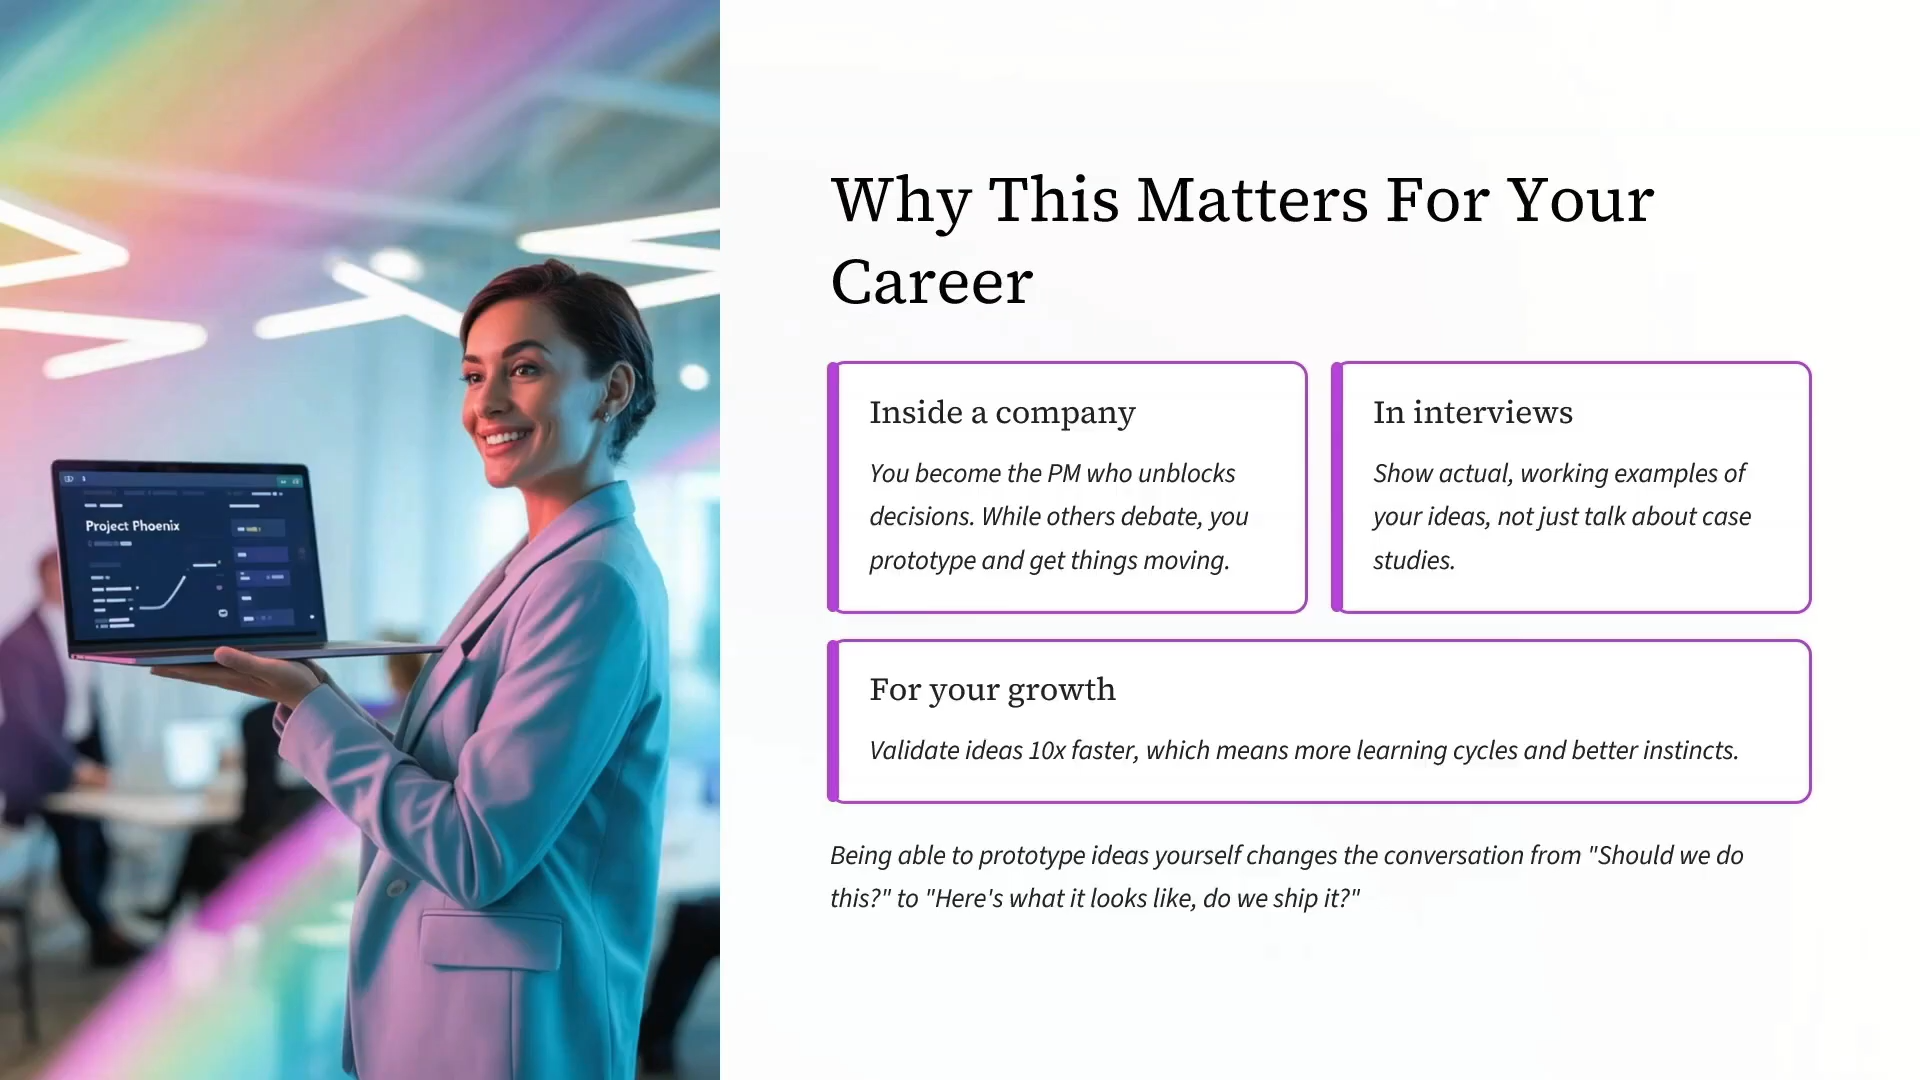 Why This Matters For Your
Career
Inside a company
You become the PM who unblocks
decisions. While others debate, you
prototype and get things moving.
In interviews
Show actual, working examples of
your ideas, not just talk about case
studies.
For your growth
Validate ideas 10x faster, which means more learning cycles and better instincts.
Being able to prototype ideas yourself changes the conversation from "Should we do
this?" to "Here's what it looks like, do we ship it?"
Project Phoenix